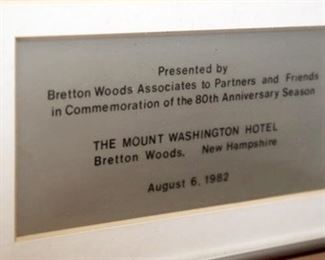 Presented by
Bretton Woods Associates to Partners and Friends
in Commemoration of the 80th Anniversary Season
THE MOUNT WASHINGTON HOTEL
Bretton Woods, New Hampshire
August 6, 1982